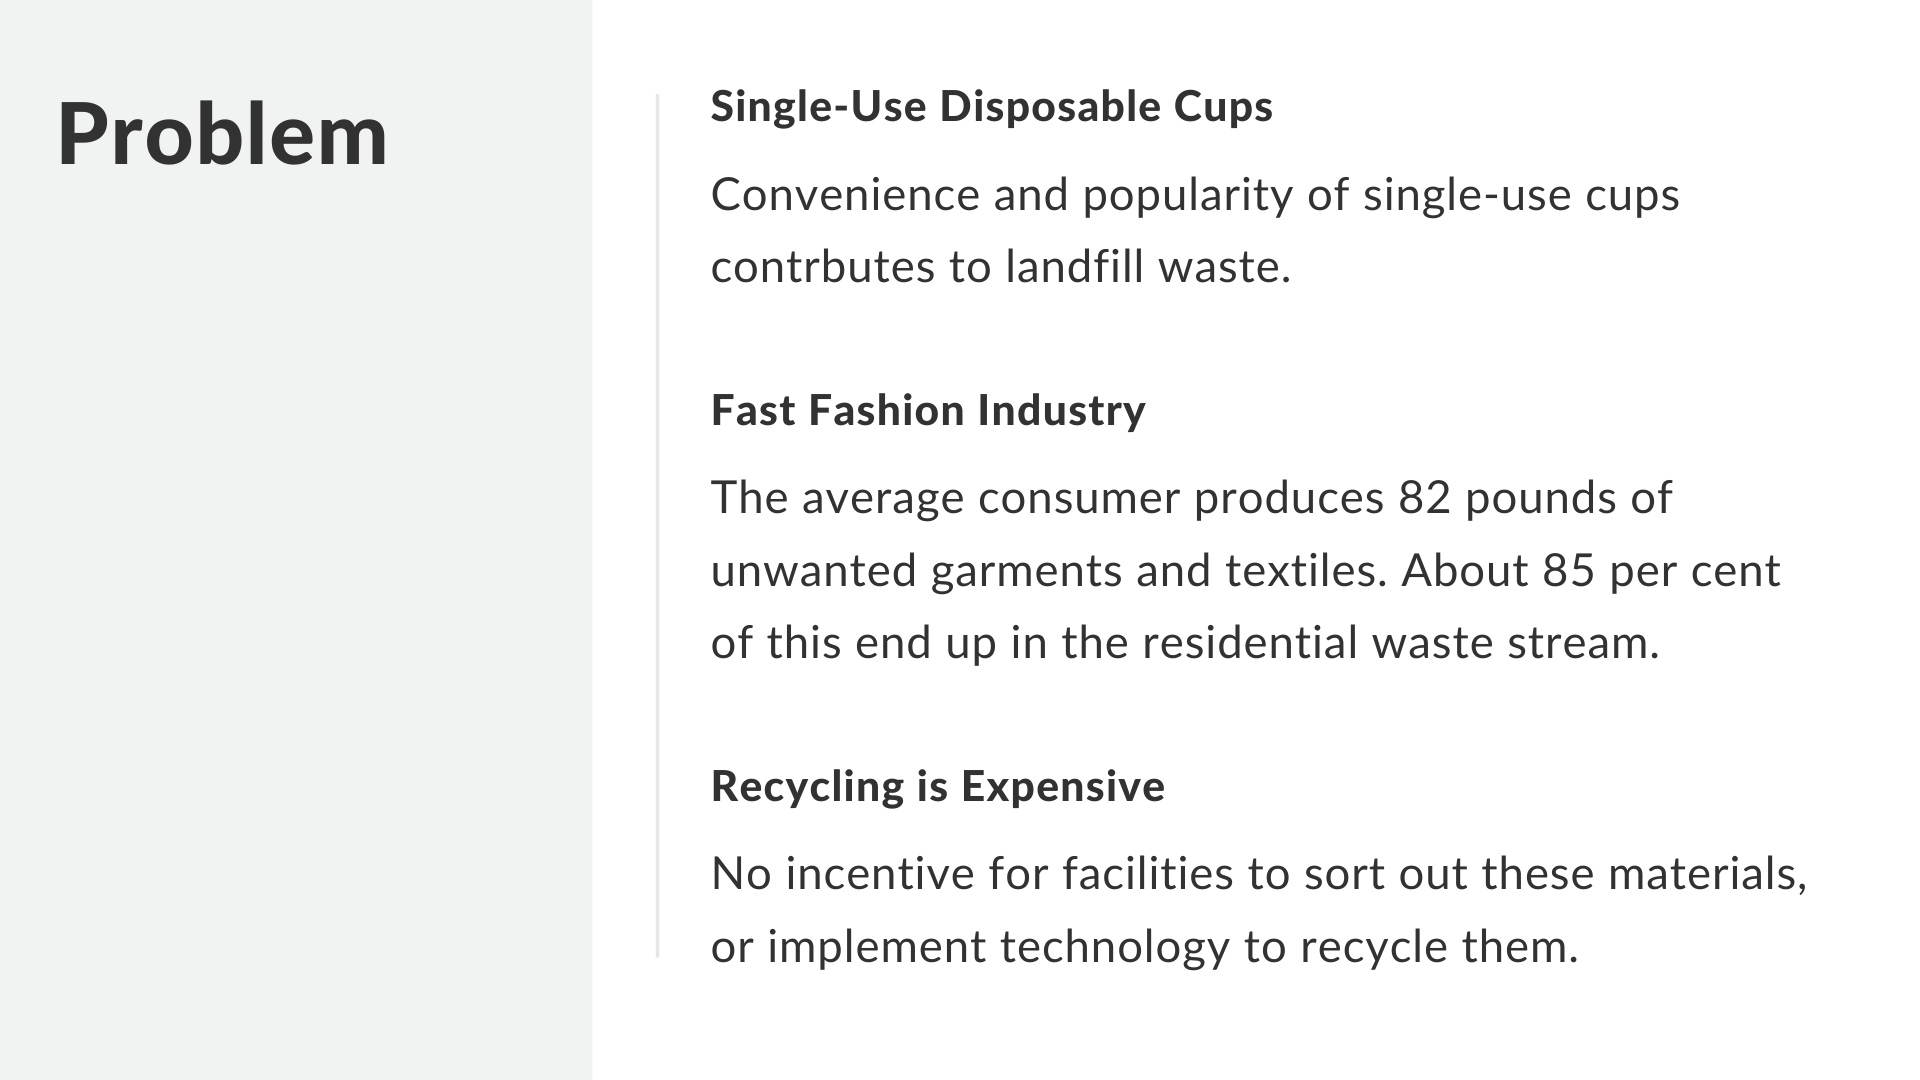 Problem
Single-Use Disposable Cups
Convenience and popularity of single-use cups
contrbutes to landfill waste.
Fast Fashion Industry
The average consumer produces 82 pounds of
unwanted garments and textiles. About 85 per cent
of this end up in the residential waste stream.
Recycling is Expensive
No incentive for facilities to sort out these materials,
or implement technology to recycle them.